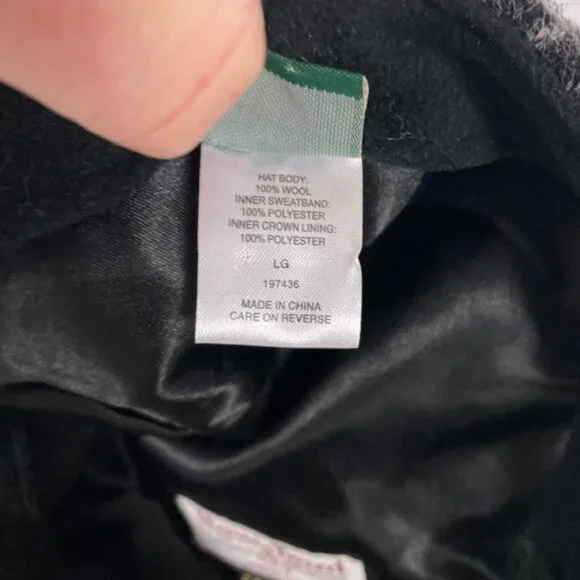 HAT BODY:
100% WOOL
INNER SWEATBAND:
100% POLYESTER
INNER CROWN LINING:
100% POLYESTER
LG
197436
MADE IN CHINA
CARE ON REVERSE